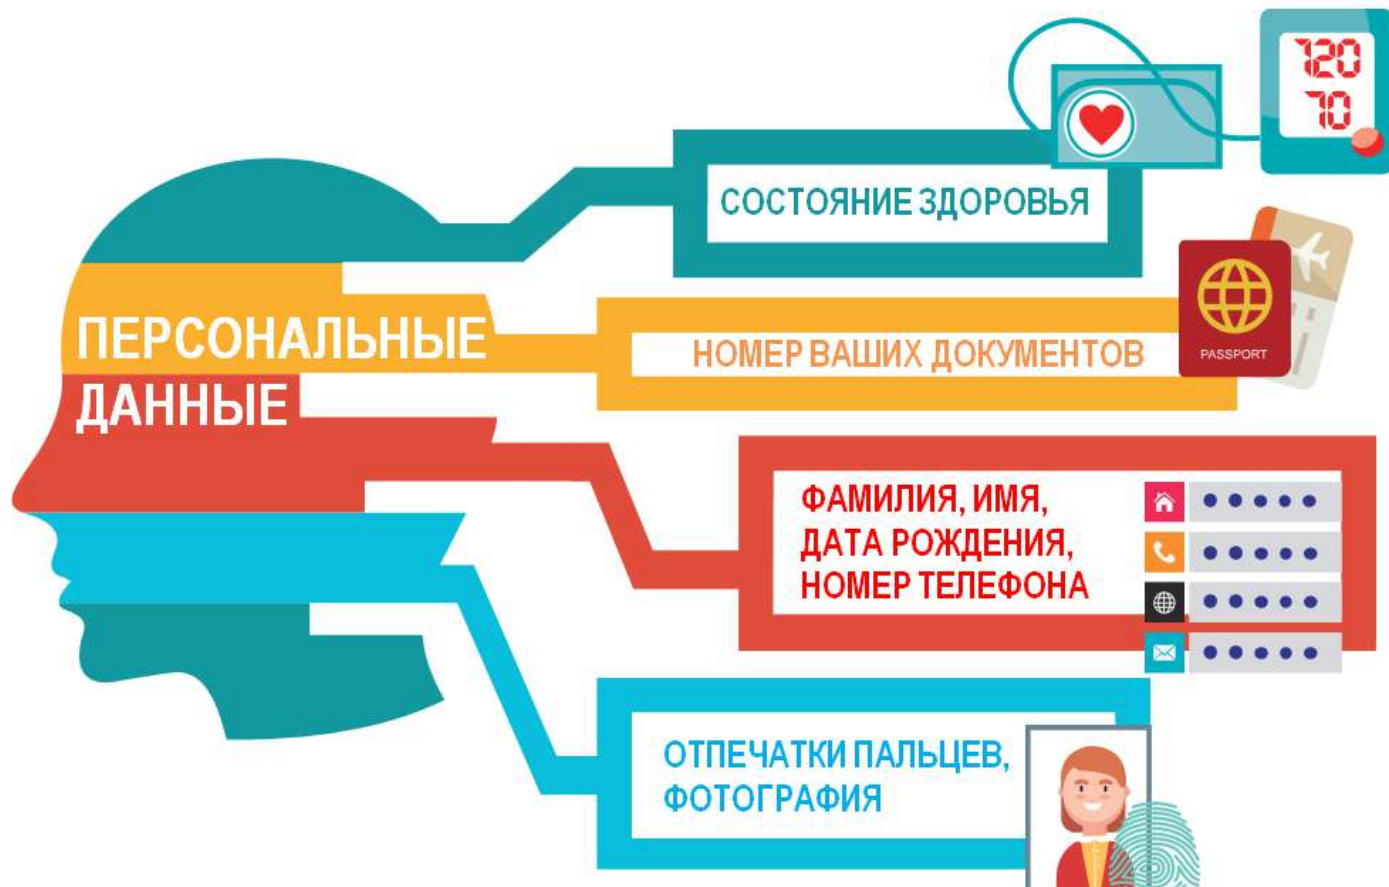 120
70
СОСТОЯНИЕ ЗДОРОВЬЯ
ПЕРСОНАЛЬНЫЕ
ДАННЫЕ
НОМЕР ВАШИХ ДОКУМЕНТОВ
PASSPORT
ФАМИЛИЯ, ИМЯ,
ДАТА РОЖДЕНИЯ,
НОМЕР ТЕЛЕФОНА
ОТПЕЧАТКИ ПАЛЬЦЕВ,
ФОТОГРАФИЯ